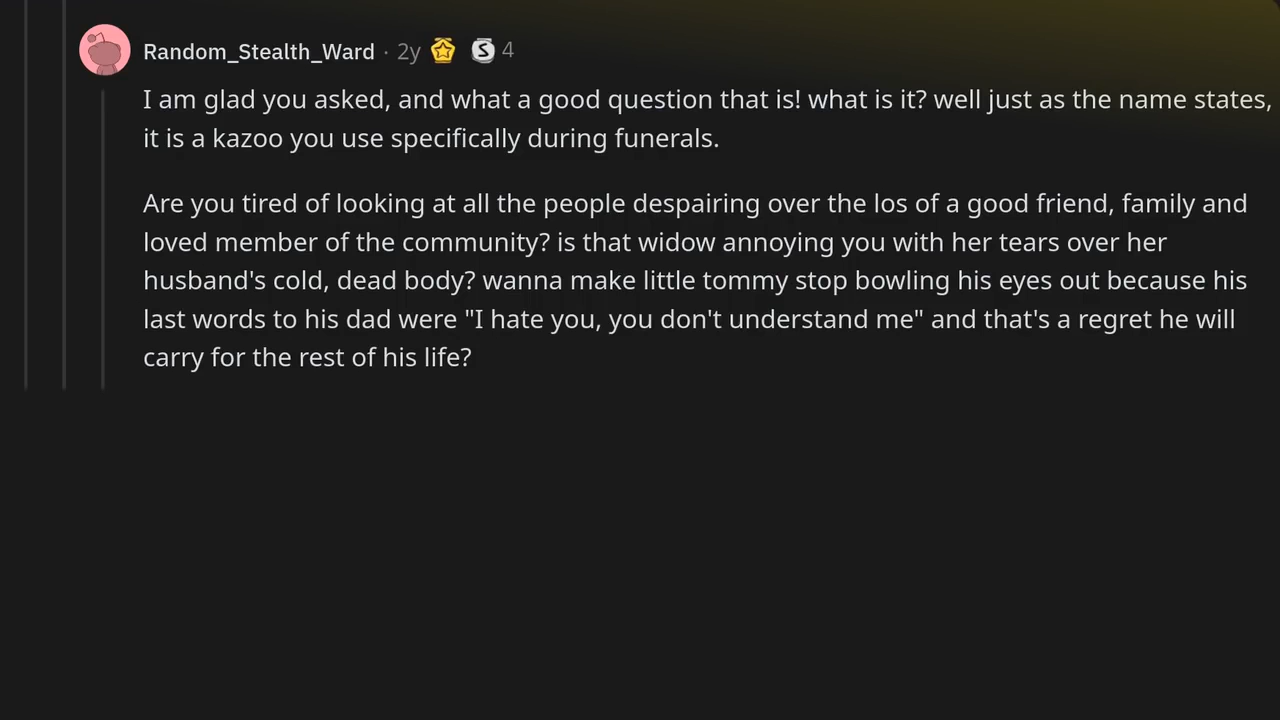 Random_Stealth_Ward · 2y S 4
I am glad you asked, and what a good question that is! what is it? well just as the name states,
it is a kazoo you use specifically during funerals.
Are you tired of looking at all the people despairing over the los of a good friend, family and
loved member of the community? is that widow annoying you with her tears over her
husband's cold, dead body? wanna make little tommy stop bowling his eyes out because his
last words to his dad were "I hate you, you don't understand me" and that's a regret he will
carry for the rest of his life?